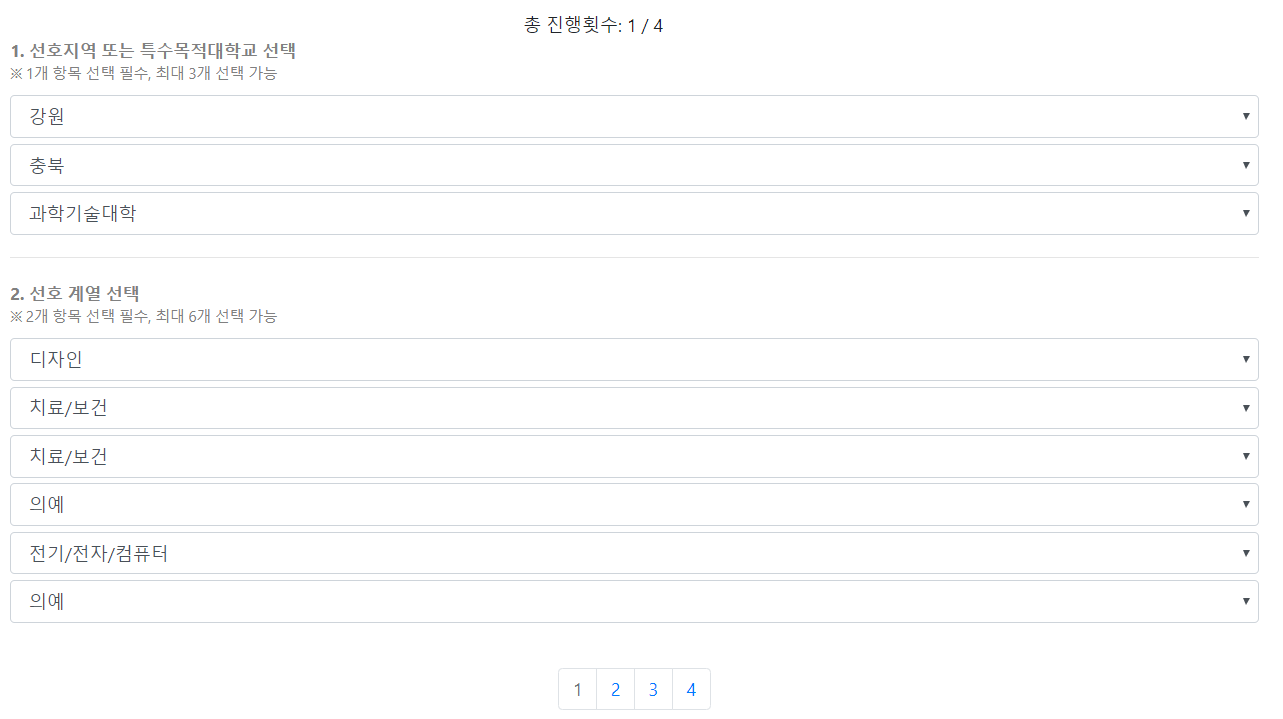 총 진행횟수: 1 / 4
1. 선호지역 또는 특수목적대학교 선택
※ 1개 항목 선택 필수, 최대 3개 선택 가능
강원
충북
과학기술대학
2. 선호 계열 선택
※ 2개 항목 선택 필수, 최대 6개 선택 가능
디자인
치료/보건
치료/보건
의예
전기/전자/컴퓨터
의예
1 2 3 4